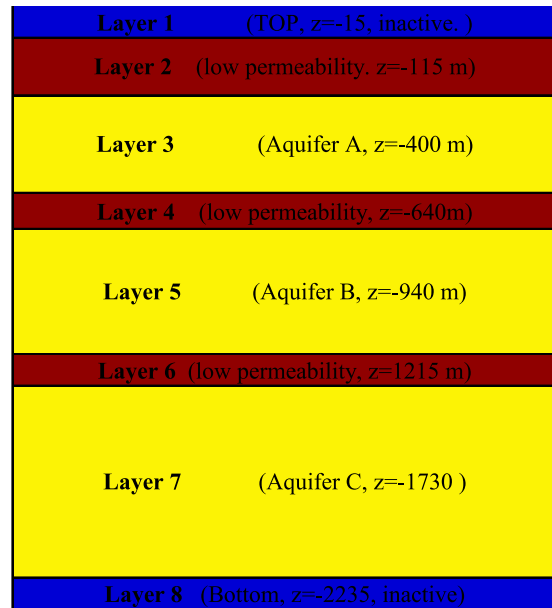 Layer 1 (TOP, z=-15, inactive. )
Layer 2 (low permeability. z=-115 m)
Layer 3 (Aquifer A, z=-400 m)
Layer 4 (low permeability, z=-640m)
Layer 5 (Aquifer B, z=-940 m)
Layer 6 (low permeability, z=1215 m)
Layer 7 (Aquifer C, z=-1730 )
Layer 8 (Bottom, z=-2235, inactive)